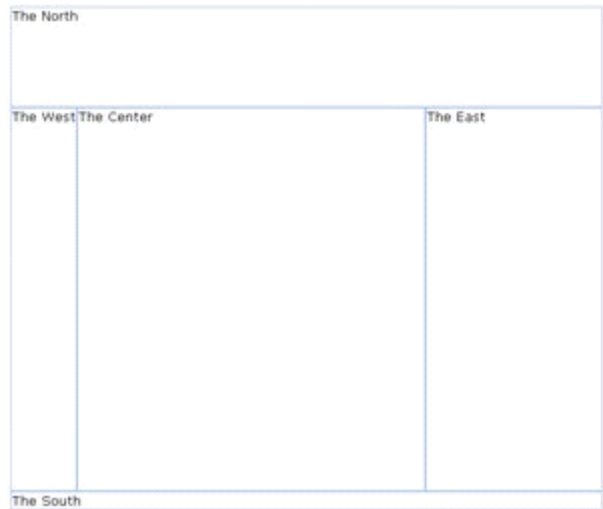 The North
The West
The Center
The East
The South